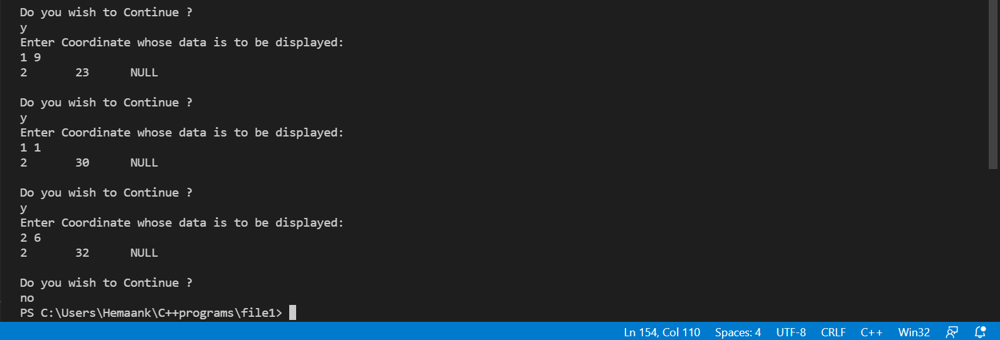 Do you wish to Continue ?
y
Enter Coordinate whose data is to be displayed:
1 9
2       23      NULL
Do you wish to Continue ?
y
Enter Coordinate whose data is to be displayed:
1 1
2       30      NULL
Do you wish to Continue ?
y
Enter Coordinate whose data is to be displayed:
2 6
2       32      NULL
Do you wish to Continue ?
no
PS C:\Users\Hemaank\C++programs\file1>
Ln 154, Col 110 Spaces: 4 UTF-8 CRLF C++ Win32